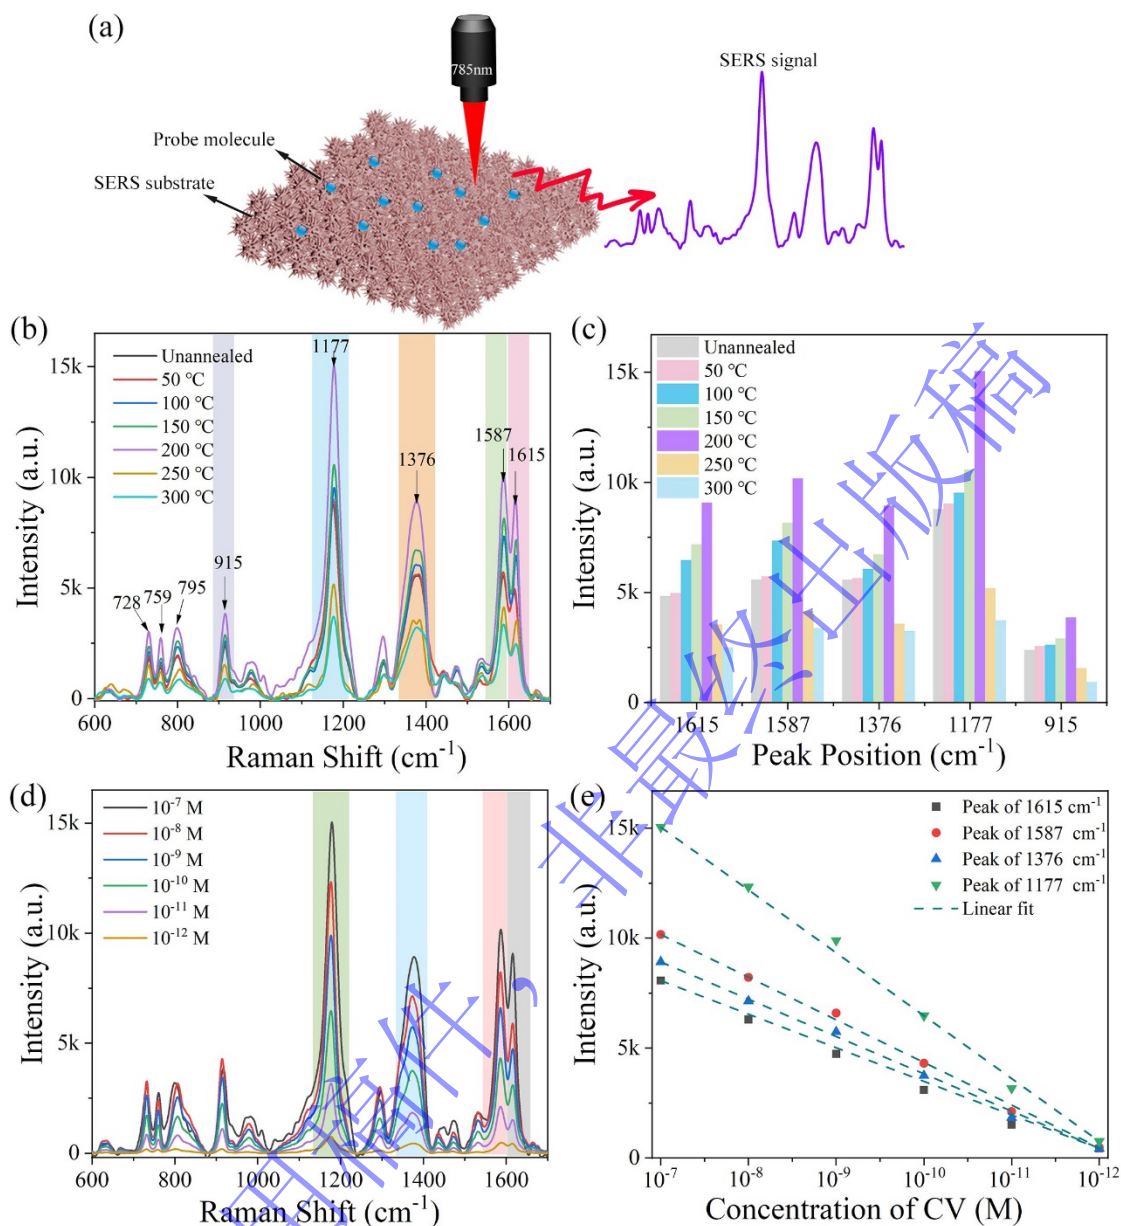 (a)
785nm
SERS signal
Probe molecule
SERS substrate
(b)
15k
10k
5k
0
Intensity (a.u.)
Unannealed
50 °C
100 °C
150 °C
200 °C
250 °C
300 °C
728
759
795
915
1177
1376
1587
1615
600 800 1000 1200 1400 1600
Raman Shift (cm⁻¹)
(c)
15k
10k
5k
0
Intensity (a.u.)
Unannealed
50 °C
100 °C
150 °C
200 °C
250 °C
300 °C
1615 1587 1376 1177 915
Peak Position (cm⁻¹)
(d)
15k
10k
5k
0
Intensity (a.u.)
10⁻⁷ M
10⁻⁸ M
10⁻⁹ M
10⁻¹⁰ M
10⁻¹¹ M
10⁻¹² M
600 800 1000 1200 1400 1600
Raman Shift (cm⁻¹)
(e)
15k
10k
5k
0
Intensity (a.u.)
Peak of 1615 cm⁻¹
Peak of 1587 cm⁻¹
Peak of 1376 cm⁻¹
Peak of 1177 cm⁻¹
Linear fit
10⁻⁷ 10⁻⁸ 10⁻⁹ 10⁻¹⁰ 10⁻¹¹ 10⁻¹²
Concentration of CV (M)
用稿件，非最终出版稿